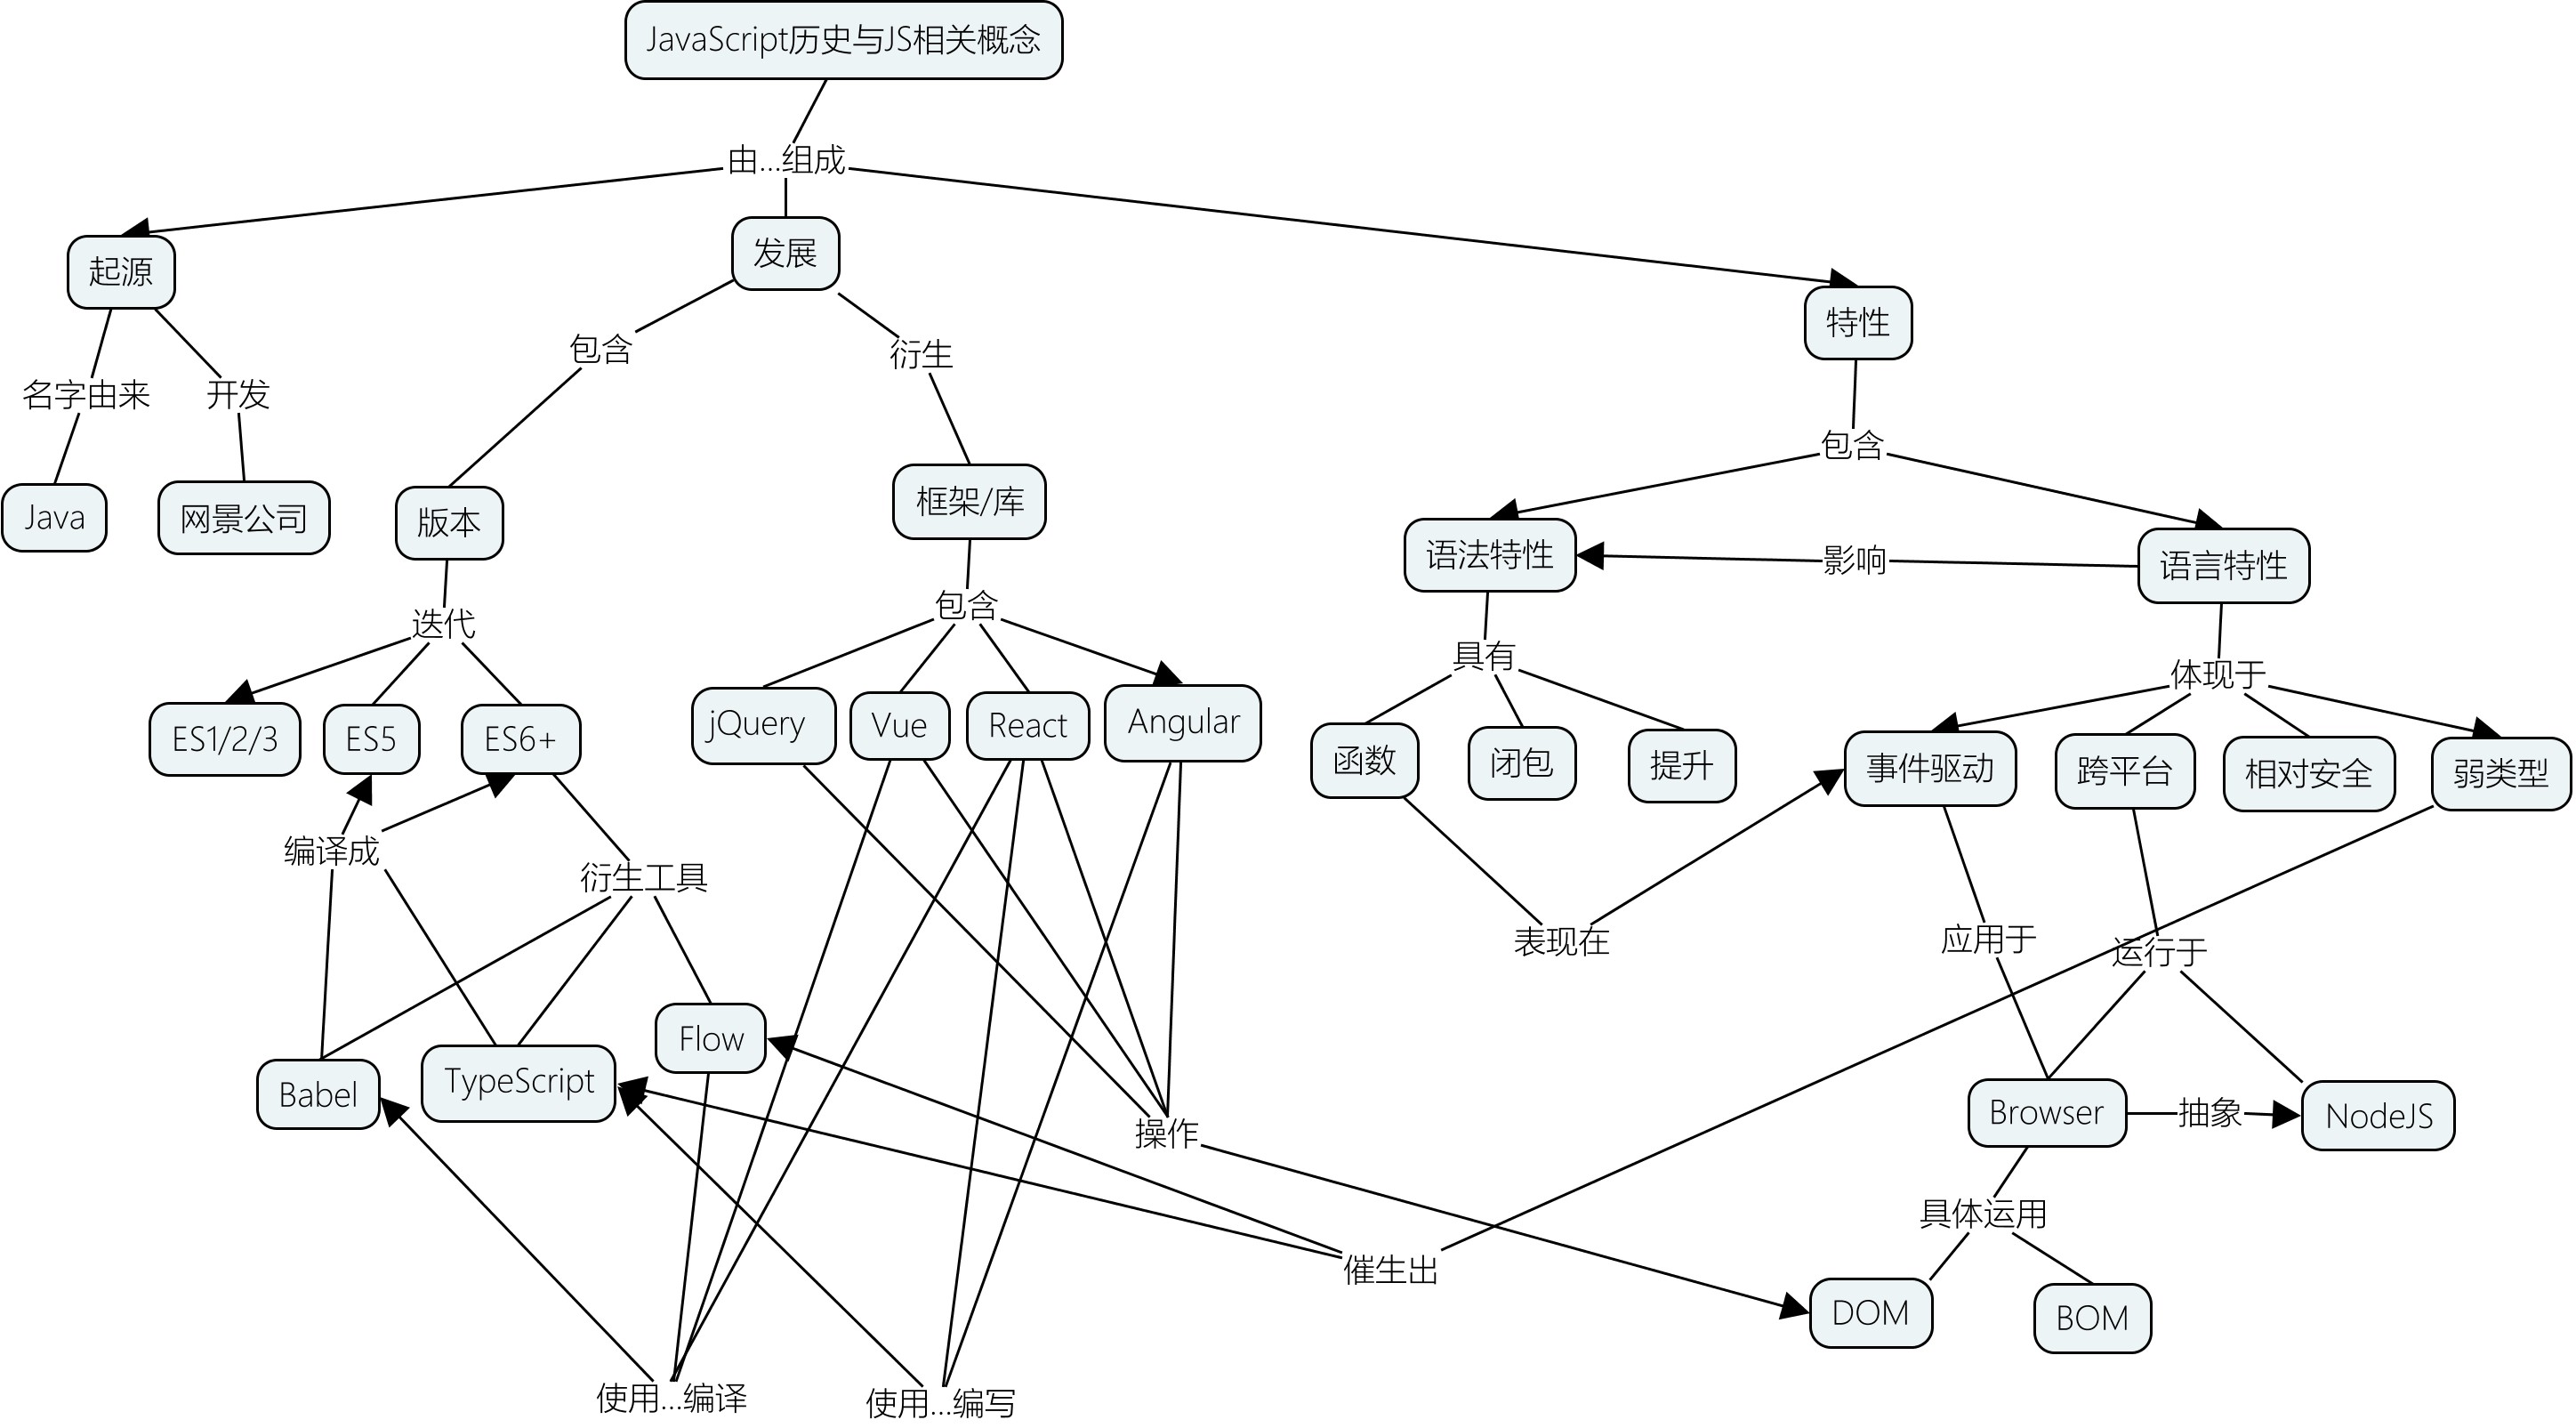 JavaScript历史与JS相关概念
由...组成
起源
发展
特性
包含
衍生
名字由来
开发
包含
Java
网景公司
版本
框架/库
语法特性
影响
语言特性
迭代
包含
具有
体现于
ES1/2/3
ES5
ES6+
jQuery
Vue
React
Angular
函数
闭包
提升
事件驱动
跨平台
相对安全
弱类型
编译成
衍生工具
表现在
应用于
运行于
Flow
Babel
TypeScript
操作
Browser
抽象
NodeJS
具体运用
催生出
DOM
BOM
使用...编译
使用...编写